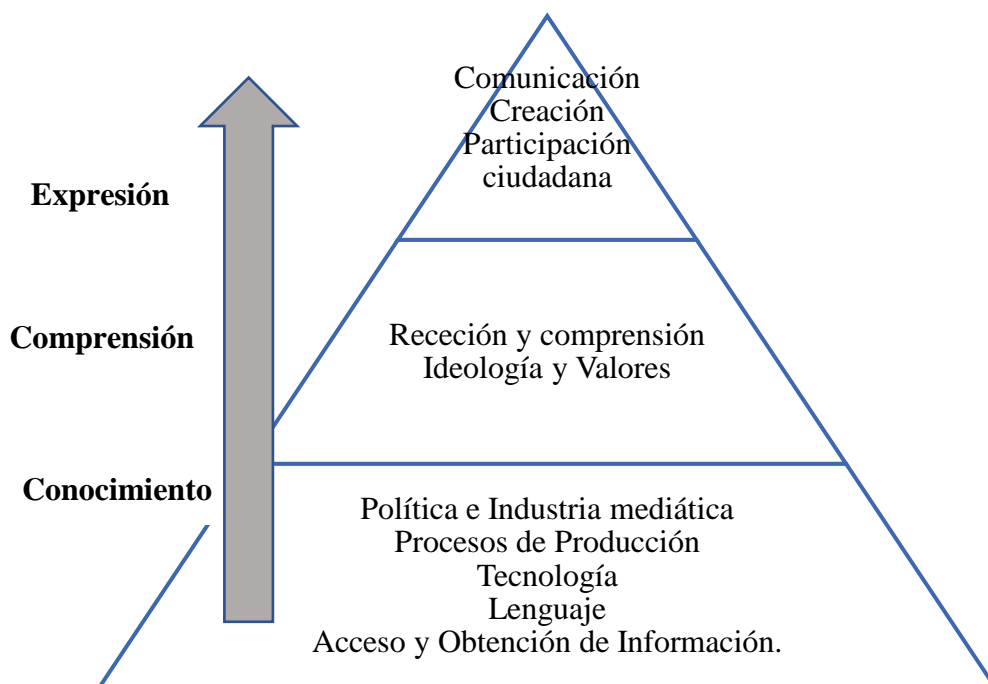 Comunicación
Creación
Participación
ciudadana
Expresión
Receción y comprensión
Ideología y Valores
Comprensión
Política e Industria mediática
Procesos de Producción
Tecnología
Lenguaje
Acceso y Obtención de Información.
Conocimiento